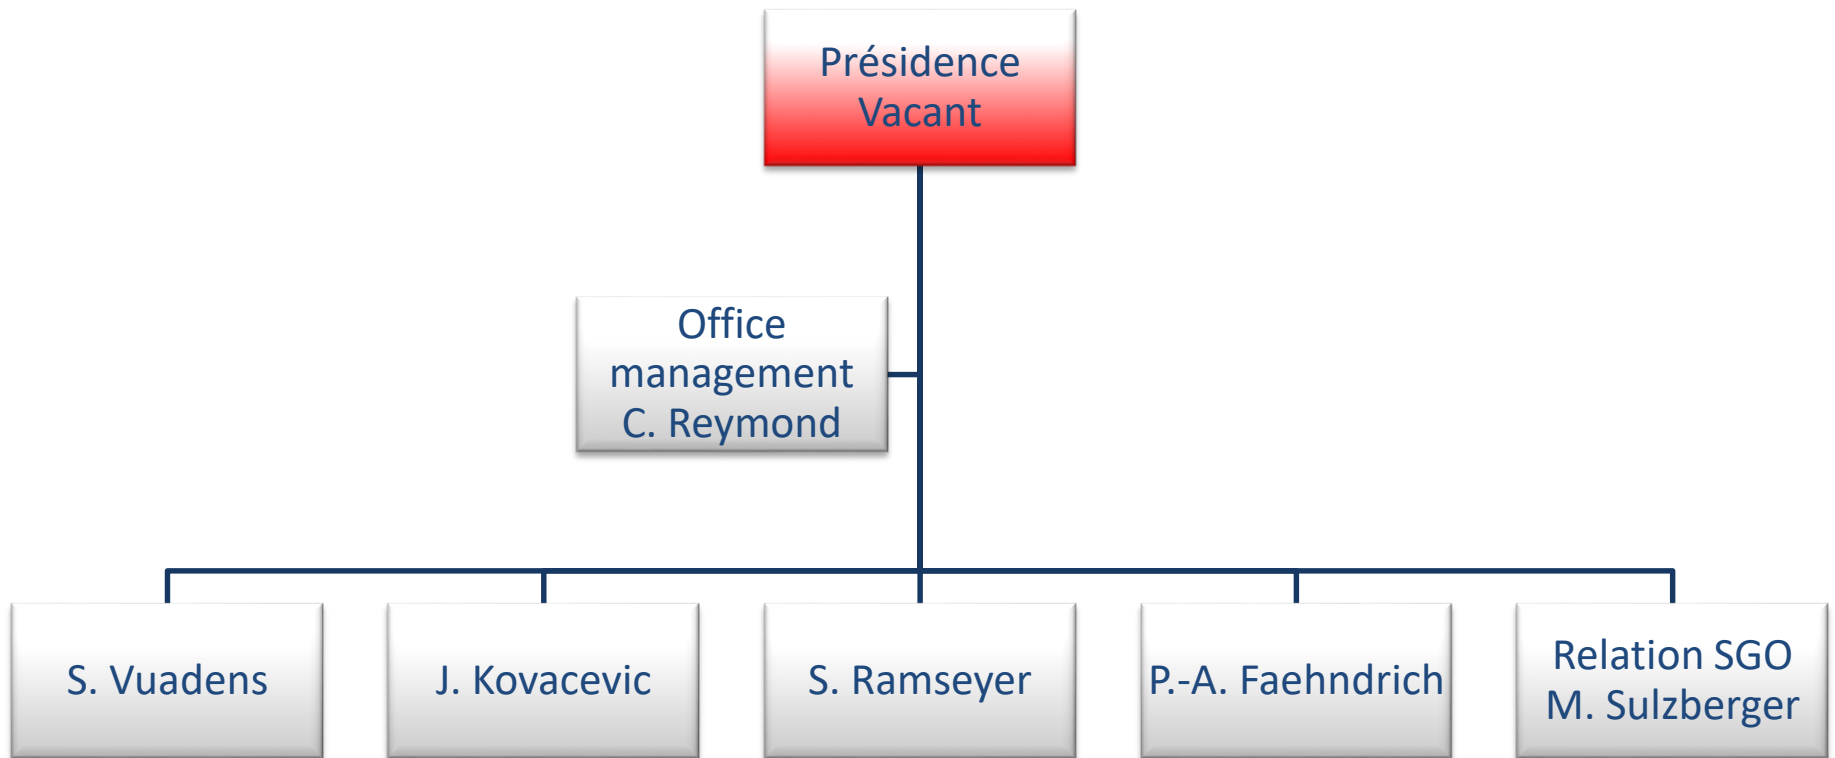 Présidence
Vacant
Office
management
C. Reymond
S. Vuadens
J. Kovacevic
S. Ramseyer
P.-A. Faehndrich
Relation SGO
M. Sulzberger